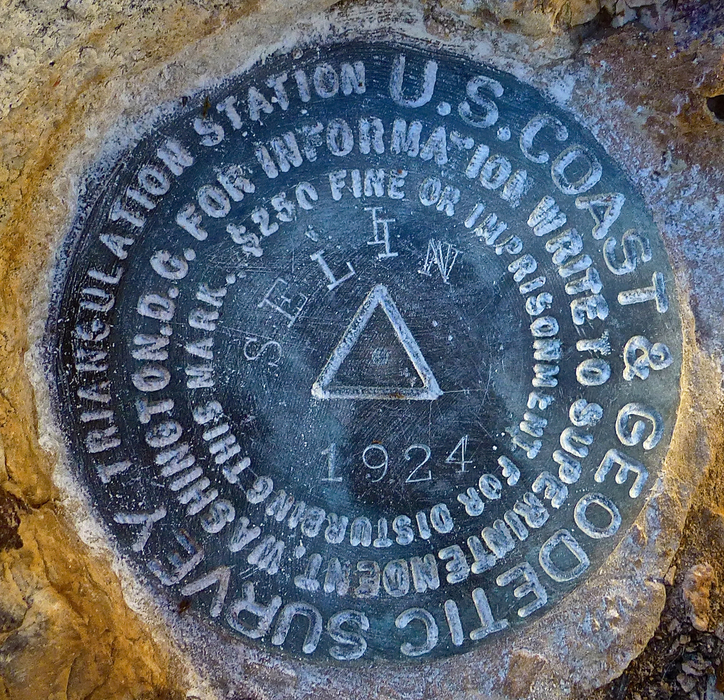 U.S. COAST & GEODETIC SURVEY
TRIANGULATION STATION
FOR INFORMATION WRITE TO SUPERINTENDENT, WASHINGTON. D.C.
$250 FINE OR IMPRISONMENT FOR DISTURBING THIS MARK.
SELIN
1924